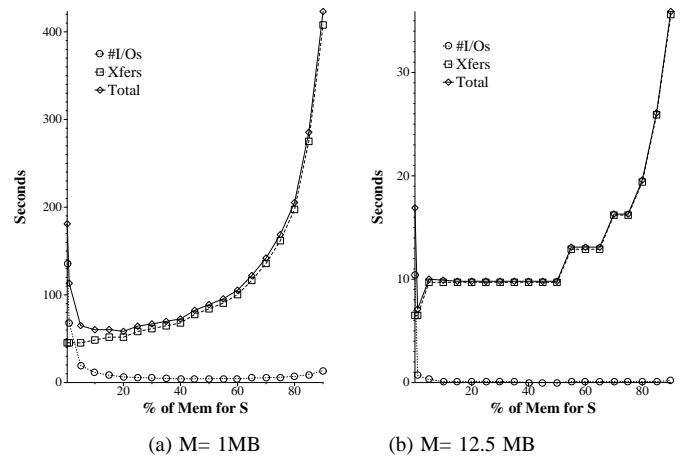 400
300
200
100
0
Seconds
#I/Os
Xfers
Total
20
40
60
80
% of Mem for S
(a) M= 1MB
30
20
10
0
Seconds
#I/Os
Xfers
Total
20
40
60
80
% of Mem for S
(b) M= 12.5 MB